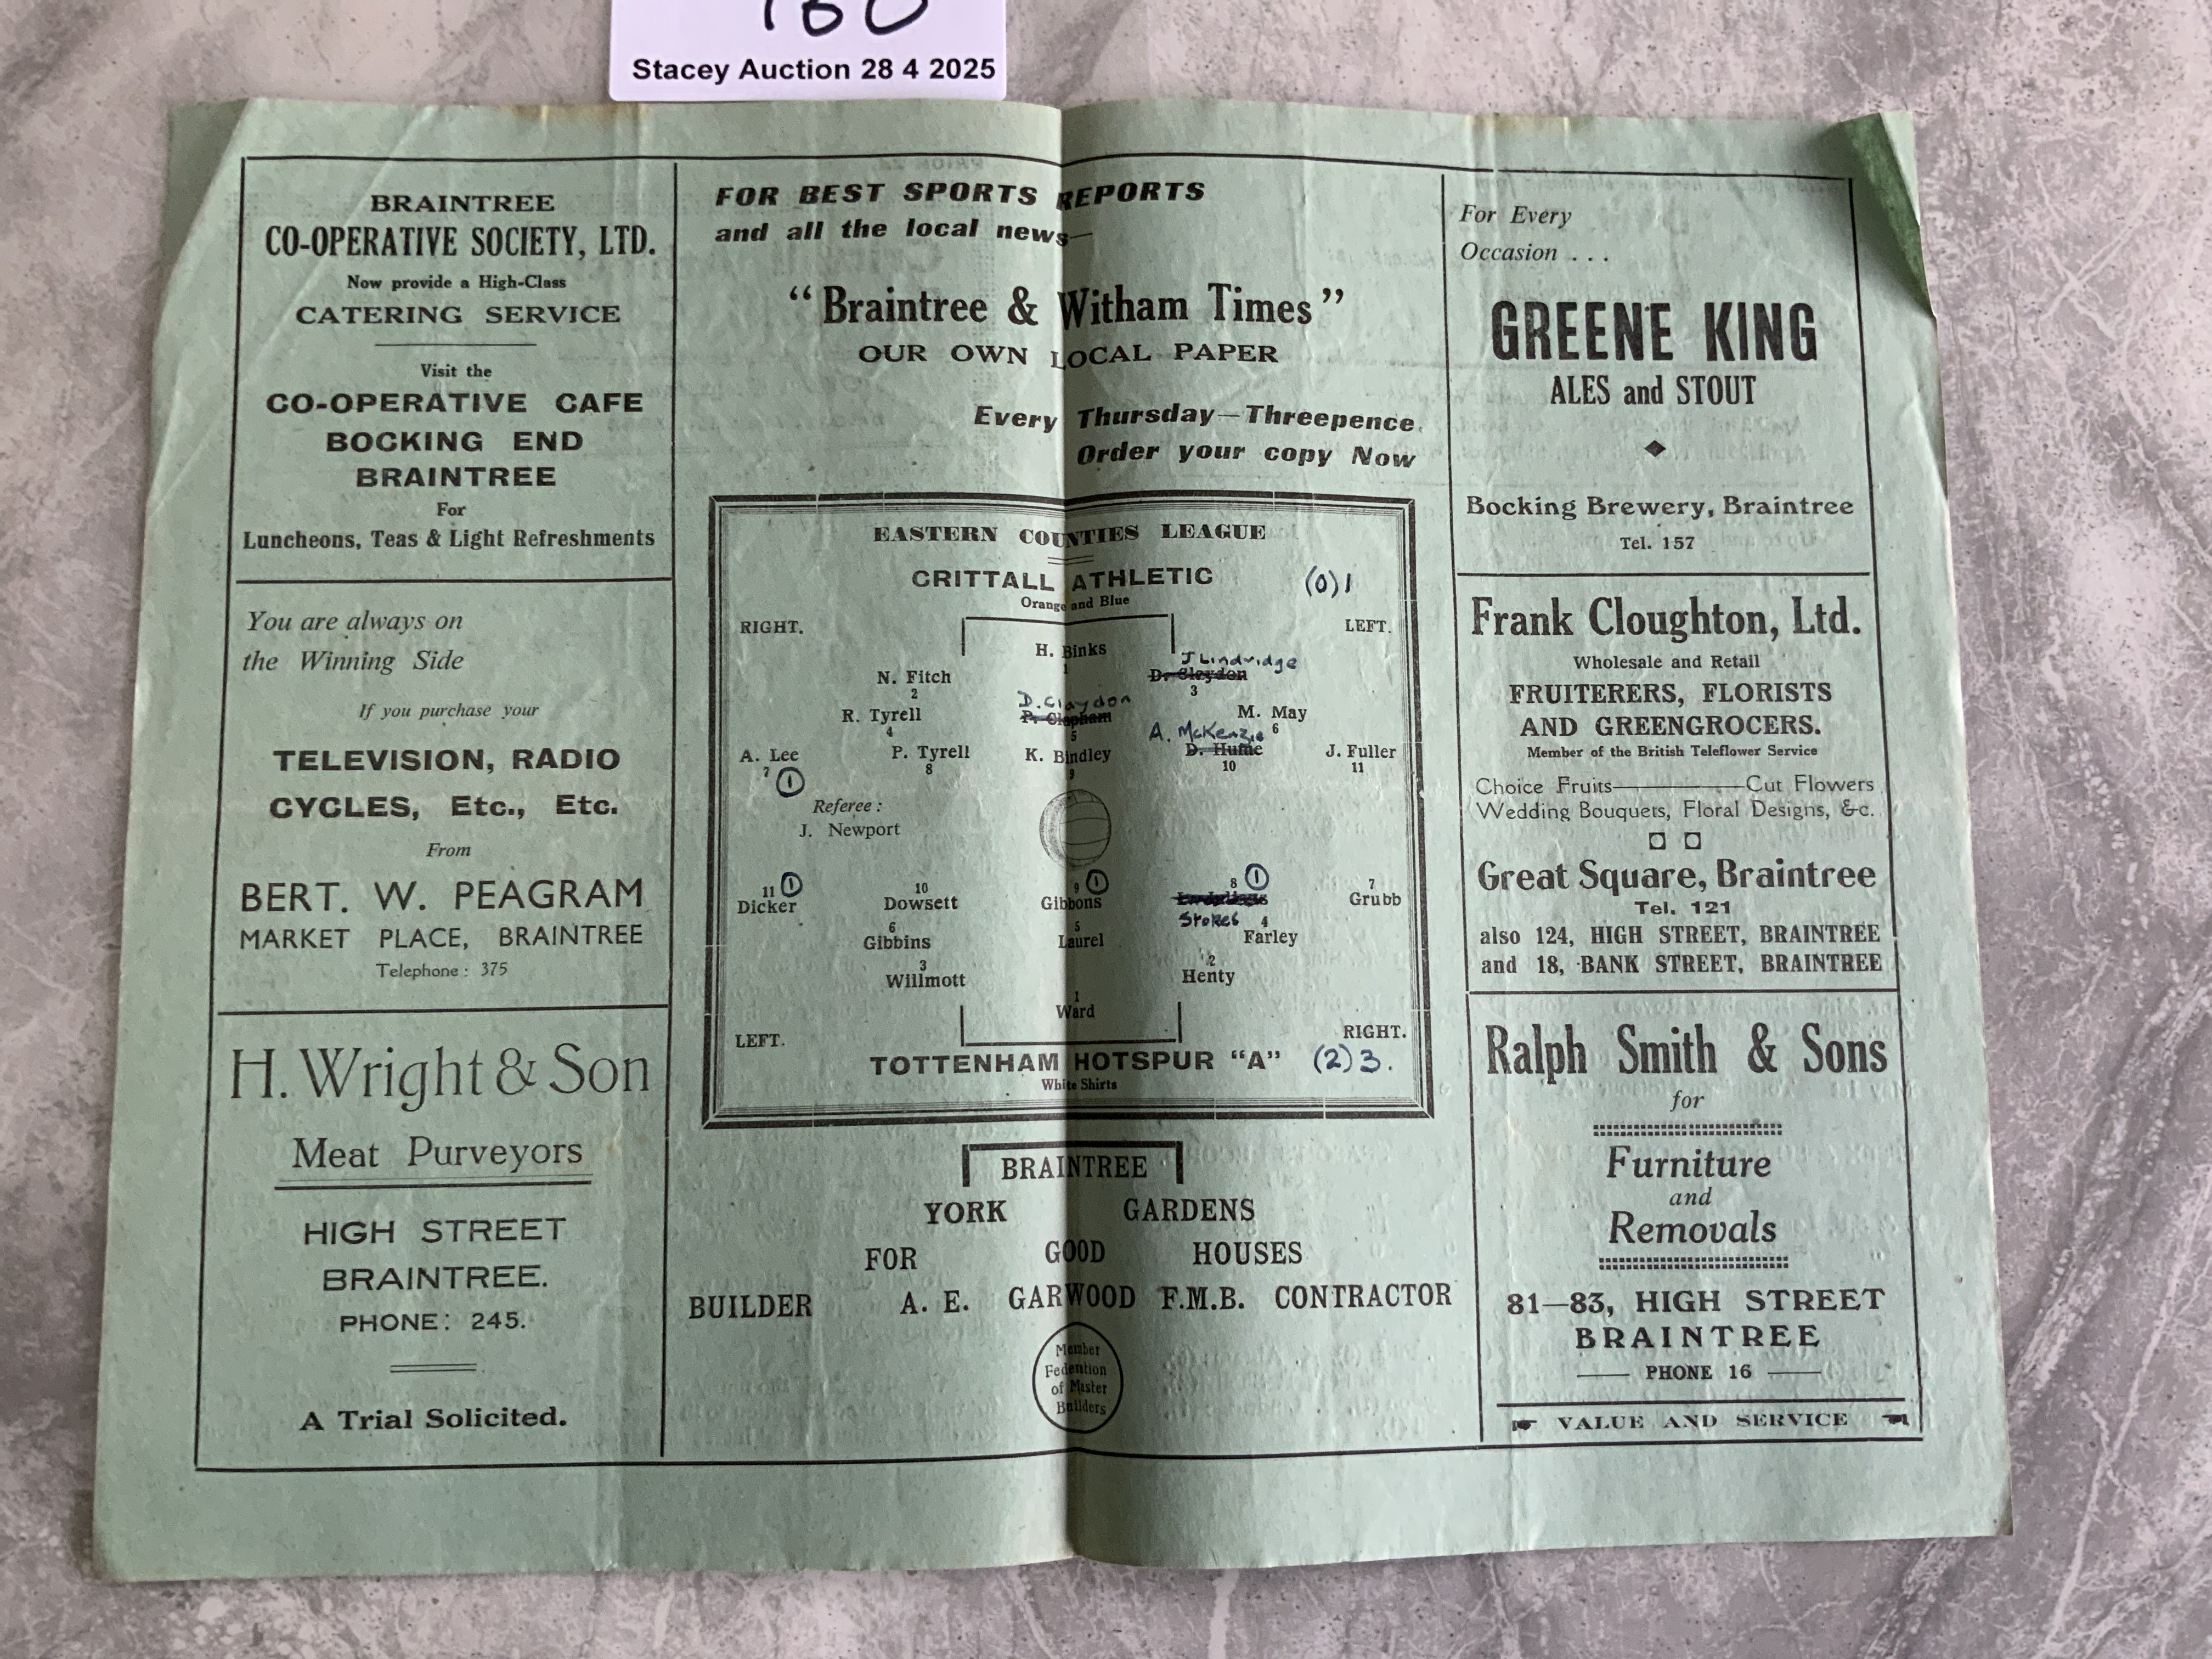 Stacey Auction 28 4 2025
BRAINTREE
CO-OPERATIVE SOCIETY, LTD.
Now provide a High-Class
CATERING SERVICE
Visit the
CO-OPERATIVE CAFE
BOCKING END
BRAINTREE
For
Luncheons, Teas & Light Refreshments
You are always on
the Winning Side
If you purchase your
TELEVISION, RADIO
CYCLES, Etc., Etc.
From
BERT. W. PEAGRAM
MARKET PLACE, BRAINTREE
Telephone : 375
H. Wright & Son
Meat Purveyors
HIGH STREET
BRAINTREE.
PHONE: 245.
A Trial Solicited.
FOR BEST SPORTS REPORTS
and all the local news—
"Braintree & Witham Times"
OUR OWN LOCAL PAPER
Every Thursday—Threepence
Order your copy Now
EASTERN COUNTIES LEAGUE
CRITTALL ATHLETIC (0) 1
Orange and Blue
RIGHT. LEFT.
H. Binks
1
J Lindridge
N. Fitch D. Claydon
2 3
D. Claydon
R. Tyrell P. Clapham M. May
4 5 6
A. McKenzie
A. Lee P. Tyrell K. Bindley D. Hume J. Fuller
7 8 9 10 11
1
Referee :
J. Newport
11 1 10 9 1 8 1 7
Dicker Dowsett Gibbons Grubb
Stokes
6 5 4
Gibbins Laurel Farley
3 2
Willmott Henty
1
Ward
LEFT. RIGHT.
TOTTENHAM HOTSPUR "A" (2) 3.
White Shirts
BRAINTREE
YORK GARDENS
FOR GOOD HOUSES
BUILDER A. E. GARWOOD F.M.B. CONTRACTOR
Member
Fedention
of Master
Builders
For Every
Occasion . . .
GREENE KING
ALES and STOUT
Bocking Brewery, Braintree
Tel. 157
Frank Cloughton, Ltd.
Wholesale and Retail
FRUITERERS, FLORISTS
AND GREENGROCERS.
Member of the British Teleflower Service
Choice Fruits———Cut Flowers
Wedding Bouquets, Floral Designs, &c.
Great Square, Braintree
Tel. 121
also 124, HIGH STREET, BRAINTREE
and 18, BANK STREET, BRAINTREE
Ralph Smith & Sons
for
Furniture
and
Removals
81—83, HIGH STREET
BRAINTREE
— PHONE 16 —
VALUE AND SERVICE